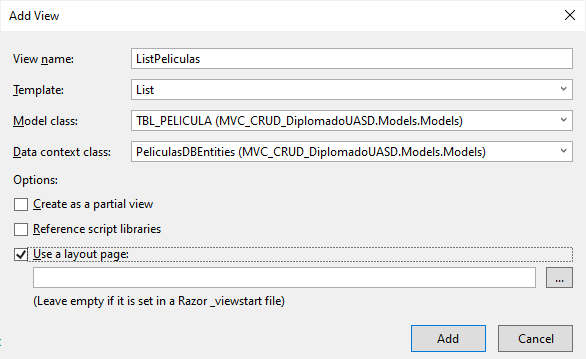 Add View
View name: ListPeliculas
Template: List
Model class: TBL_PELICULA (MVC_CRUD_DiplomadoUASD.Models.Models)
Data context class: PeliculasDBEntities (MVC_CRUD_DiplomadoUASD.Models.Models)
Options:
Create as a partial view
Reference script libraries
Use a layout page:
...
(Leave empty if it is set in a Razor _viewstart file)
Add Cancel